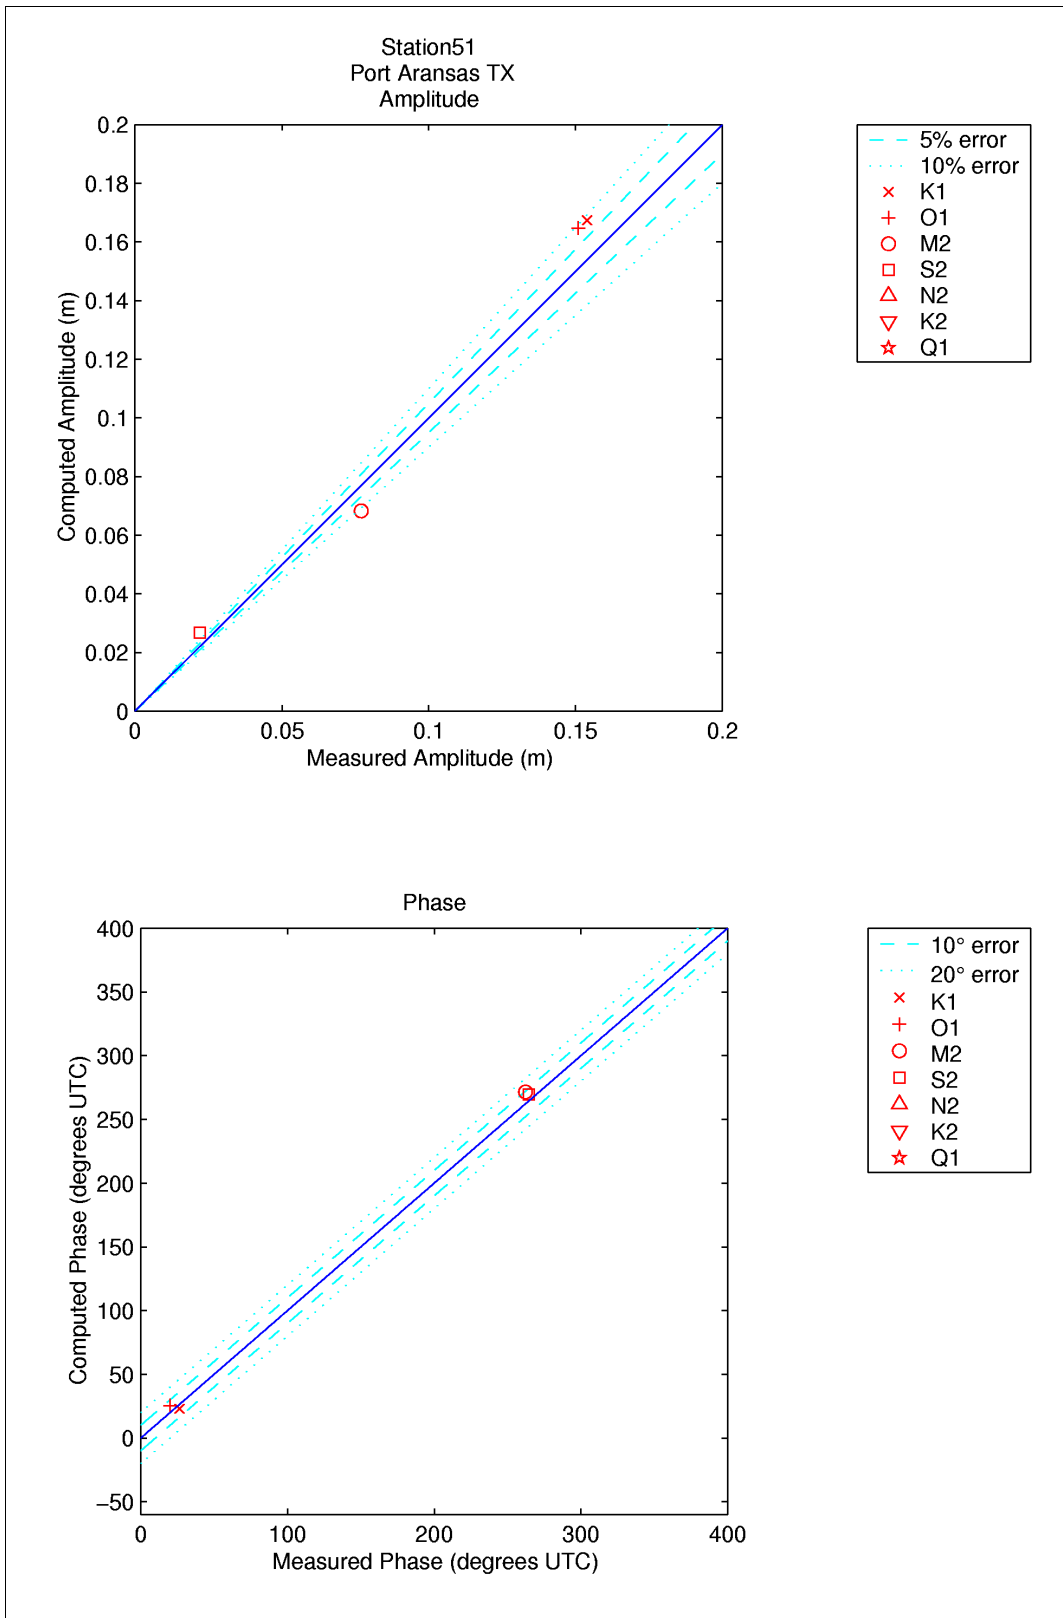 Station51
Port Aransas TX
Amplitude
0.2
0.18
0.16
0.14
0.12
0.1
0.08
0.06
0.04
0.02
0
0 0.05 0.1 0.15 0.2
Computed Amplitude (m)
Measured Amplitude (m)
5% error
10% error
K1
O1
M2
S2
N2
K2
Q1
Phase
400
350
300
250
200
150
100
50
0
−50
0 100 200 300 400
Computed Phase (degrees UTC)
Measured Phase (degrees UTC)
10° error
20° error
K1
O1
M2
S2
N2
K2
Q1